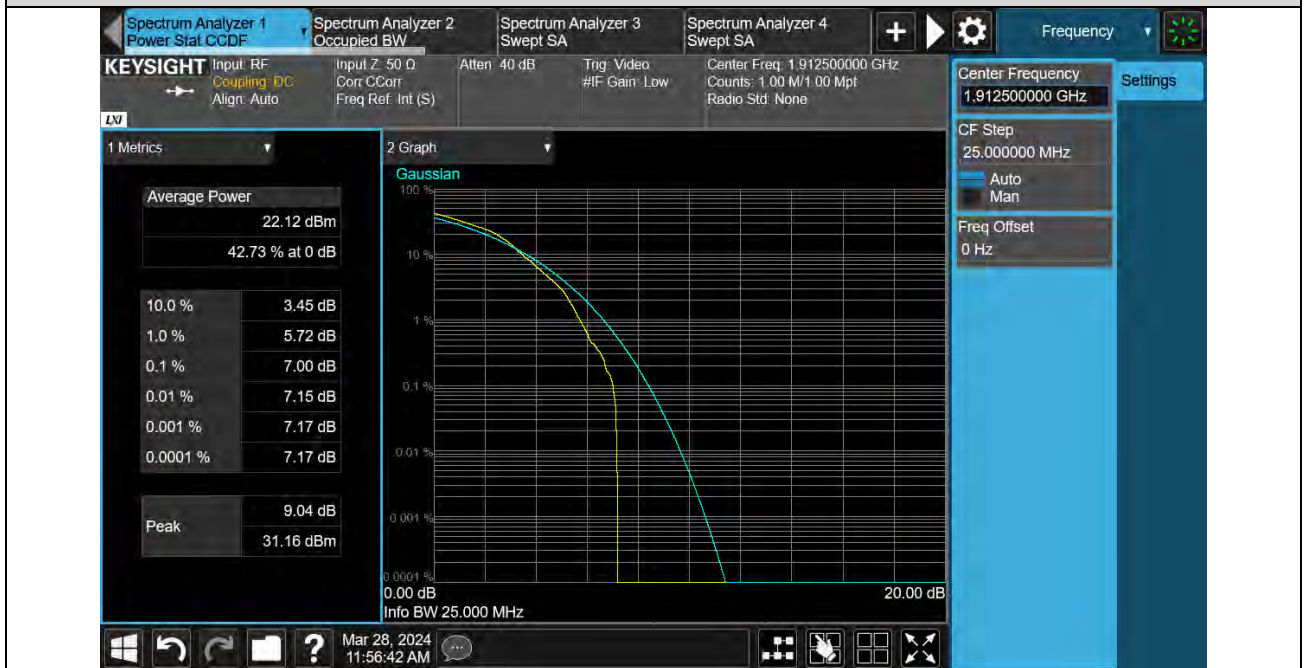 Spectrum Analyzer 1
Power Stat CCDF
Spectrum Analyzer 2
Occupied BW
Spectrum Analyzer 3
Swept SA
Spectrum Analyzer 4
Swept SA
+
Frequency
KEYSIGHT
LXI
Input: RF
Coupling: DC
Align: Auto
Input Z: 50 Ω
Corr CCorr
Freq Ref: Int (S)
Atten: 40 dB
Trig: Video
#IF Gain: Low
Center Freq: 1.912500000 GHz
Counts: 1.00 M/1.00 Mpt
Radio Std: None
Center Frequency
1.912500000 GHz
Settings
CF Step
25.000000 MHz
Auto
Man
Freq Offset
0 Hz
1 Metrics
Average Power
22.12 dBm
42.73 % at 0 dB
10.0 % 3.45 dB
1.0 % 5.72 dB
0.1 % 7.00 dB
0.01 % 7.15 dB
0.001 % 7.17 dB
0.0001 % 7.17 dB
Peak
9.04 dB
31.16 dBm
2 Graph
Gaussian
100 %
10 %
1 %
0.1 %
0.01 %
0.001 %
0.0001 %
0.00 dB 20.00 dB
Info BW 25.000 MHz
?
Mar 28, 2024
11:56:42 AM